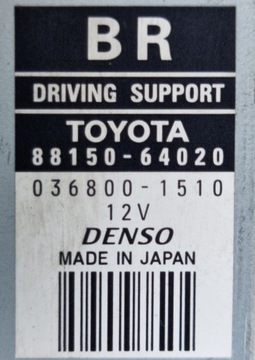 BR
DRIVING SUPPORT
TOYOTA
88150-64020
036800-1510
12V
DENSO
MADE IN JAPAN